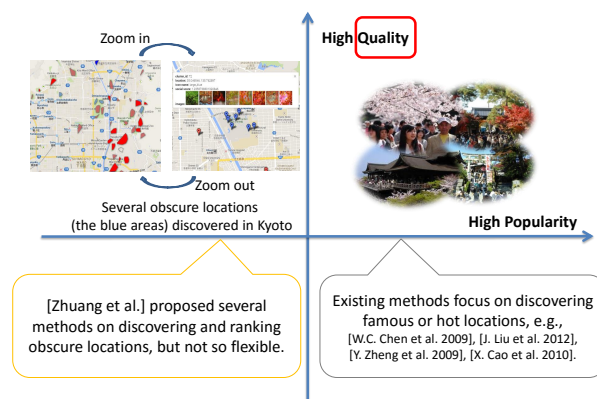 Zoom in
High Quality
Zoom out
Several obscure locations
(the blue areas) discovered in Kyoto
High Popularity
[Zhuang et al.] proposed several
methods on discovering and ranking
obscure locations, but not so flexible.
Existing methods focus on discovering
famous or hot locations, e.g.,
[W.C. Chen et al. 2009], [J. Liu et al. 2012],
[Y. Zheng et al. 2009], [X. Cao et al. 2010].